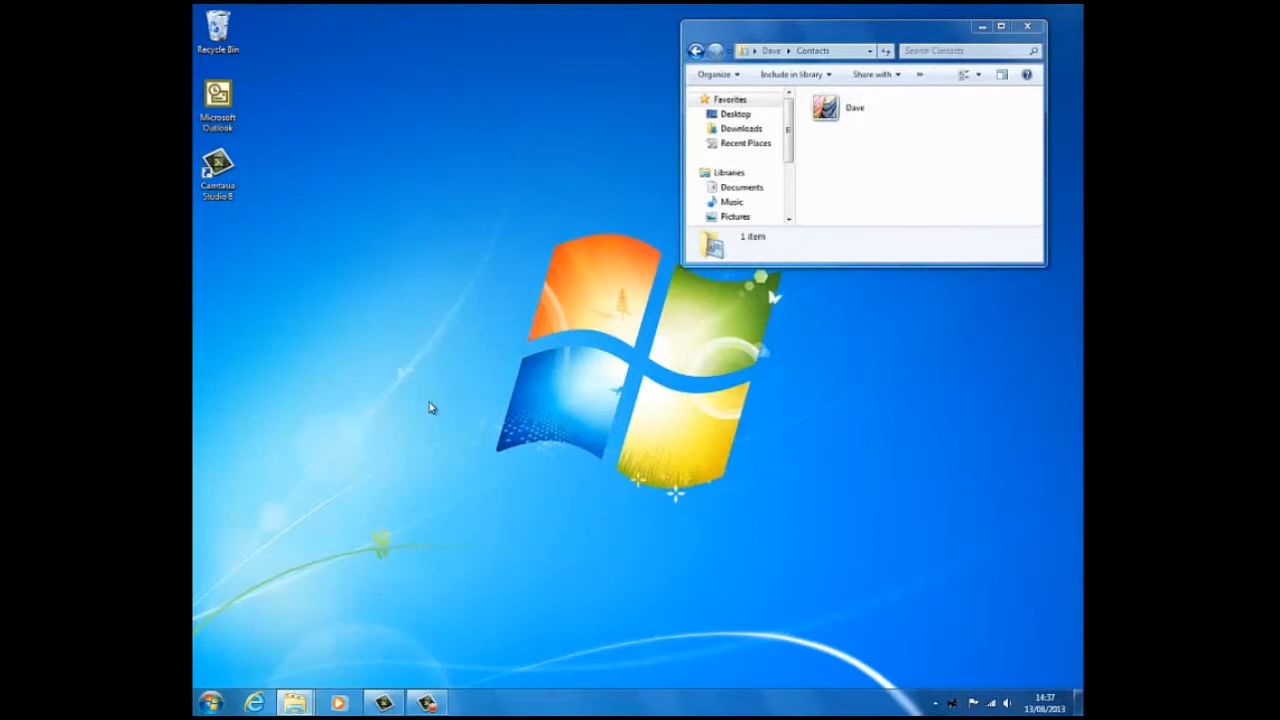 Recycle Bin
Microsoft
Outlook
Camtasia
Studio 8
Dave
Contacts
Search Contacts
Organize
Include in library
Share with
»
Favorites
Desktop
Downloads
Recent Places
Libraries
Documents
Music
Pictures
Dave
1 item
14:37
13/08/2013